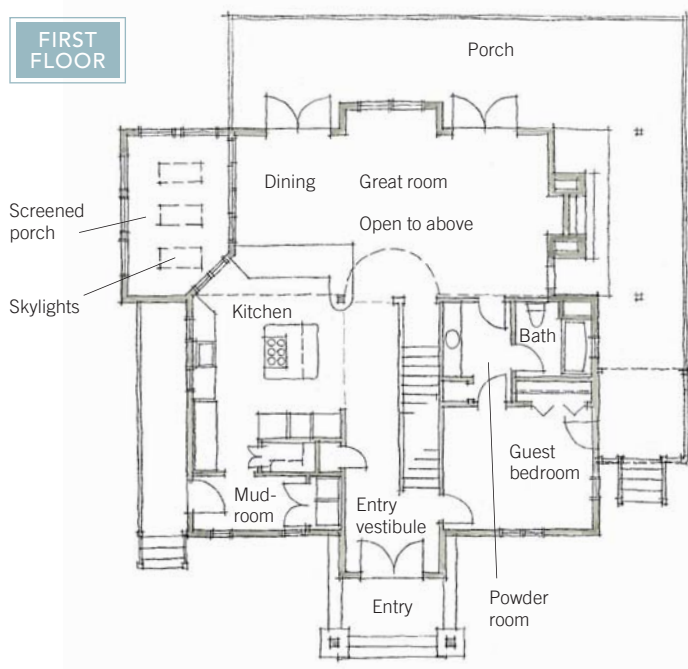 FIRST
FLOOR
Porch
Dining
Great room
Open to above
Screened
porch
Skylights
Kitchen
Bath
Guest
bedroom
Mud-
room
Entry
vestibule
Powder
room
Entry